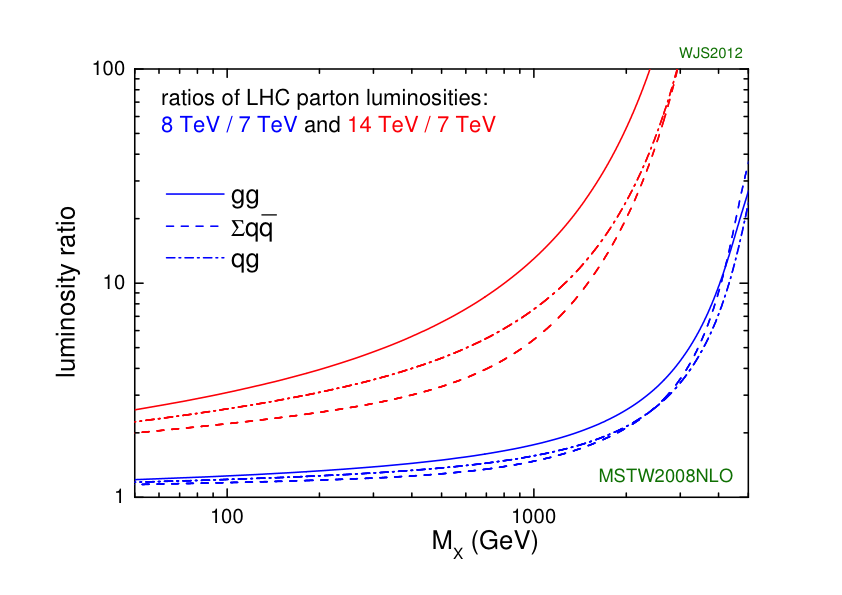 WJS2012
100
ratios of LHC parton luminosities:
8 TeV / 7 TeV and 14 TeV / 7 TeV
gg
Σqq̅
qg
luminosity ratio
10
MSTW2008NLO
1
100
1000
M_X (GeV)